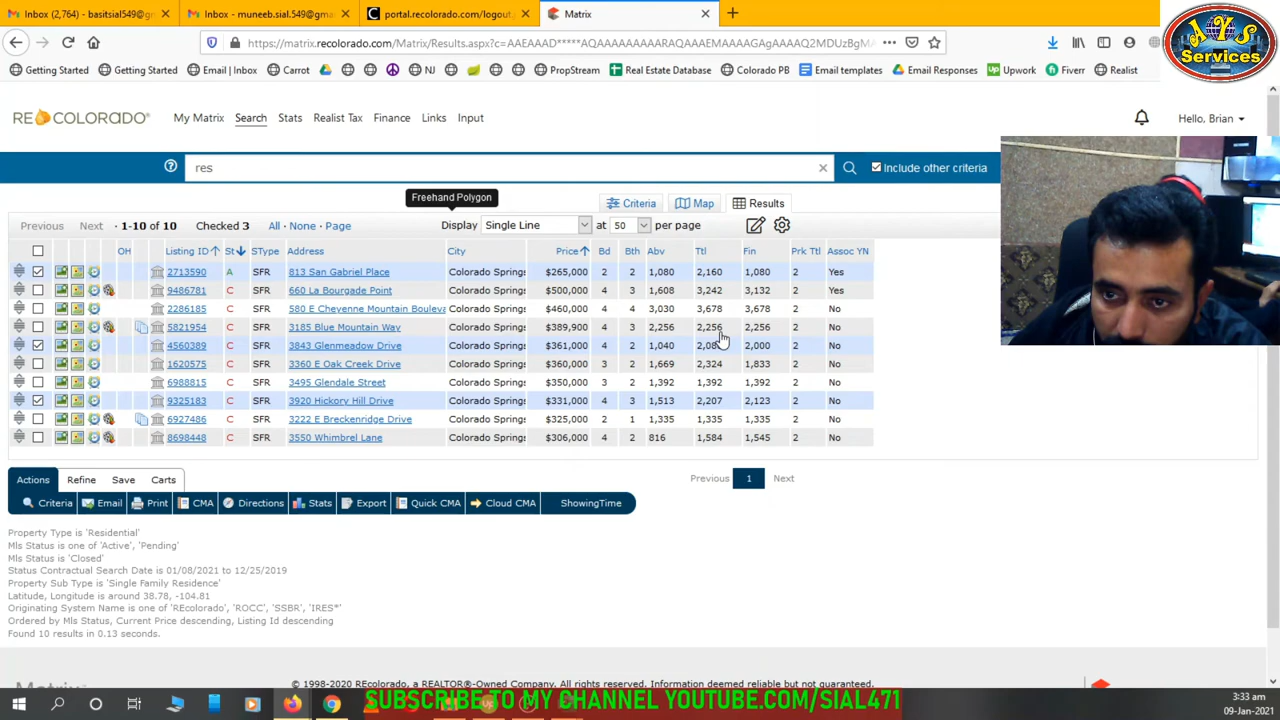 Inbox (2,764) - basitsial549@g
Inbox - muneeb.sial.549@gm
portal.recolorado.com/logout
Matrix
https://matrix.recolorado.com/Matrix/Results.aspx?c=AAEAAAD*****AQAAAAAAAAARAQAAAEMAAAAGAgAAAAQ2MDUzBgM
Getting Started
Getting Started
Email | Inbox
Carrot
NJ
PropStream
Real Estate Database
Colorado PB
Email templates
Email Responses
Upwork
Fiverr
Realist
AYS
Services
RECOLORADO
My Matrix Search Stats Realist Tax Finance Links Input
Hello, Brian
res
Include other criteria
Freehand Polygon
Criteria Map Results
Previous Next · 1-10 of 10 Checked 3 All · None · Page Display Single Line at 50 per page
OH Listing ID St SType Address City Price Bd Bth Abv Ttl Fin Prk Ttl Assoc YN
2713590 A SFR 813 San Gabriel Place Colorado Springs $265,000 2 2 1,080 2,160 1,080 2 Yes
9486781 C SFR 660 La Bourgade Point Colorado Springs $500,000 4 3 1,608 3,242 3,132 2 Yes
2286185 C SFR 580 E Cheyenne Mountain Bouleva Colorado Springs $460,000 4 4 3,030 3,678 3,678 2 No
5821954 C SFR 3185 Blue Mountain Way Colorado Springs $389,900 4 3 2,256 2,256 2,256 2 No
4560389 C SFR 3843 Glenmeadow Drive Colorado Springs $361,000 4 2 1,040 2,000 2 No
1620575 C SFR 3360 E Oak Creek Drive Colorado Springs $360,000 3 2 1,669 2,324 1,833 2 No
6988815 C SFR 3495 Glendale Street Colorado Springs $350,000 3 2 1,392 1,392 1,392 2 No
9325183 C SFR 3920 Hickory Hill Drive Colorado Springs $331,000 4 3 1,513 2,207 2,123 2 No
6927486 C SFR 3222 E Breckenridge Drive Colorado Springs $325,000 2 1 1,335 1,335 1,335 2 No
8698448 C SFR 3550 Whimbrel Lane Colorado Springs $306,000 4 2 816 1,584 1,545 2 No
Actions Refine Save Carts
Previous 1 Next
Criteria Email Print CMA Directions Stats Export Quick CMA Cloud CMA ShowingTime
Property Type is 'Residential'
Mls Status is one of 'Active', 'Pending'
Mls Status is 'Closed'
Status Contractual Search Date is 01/08/2021 to 12/25/2019
Property Sub Type is 'Single Family Residence'
Latitude, Longitude is around 38.78, -104.81
Originating System Name is one of 'REcolorado', 'ROCC', 'SSBR', 'IRES*'
Ordered by Mls Status, Current Price descending, Listing Id descending
Found 10 results in 0.13 seconds.
© 1998-2020 REcolorado, A REALTOR®-Owned Company. All rights reserved. Information deemed reliable but not guaranteed.
SUBSCRIBE TO MY CHANNEL YOUTUBE.COM/SIAL471
3:33 am
09-Jan-2021